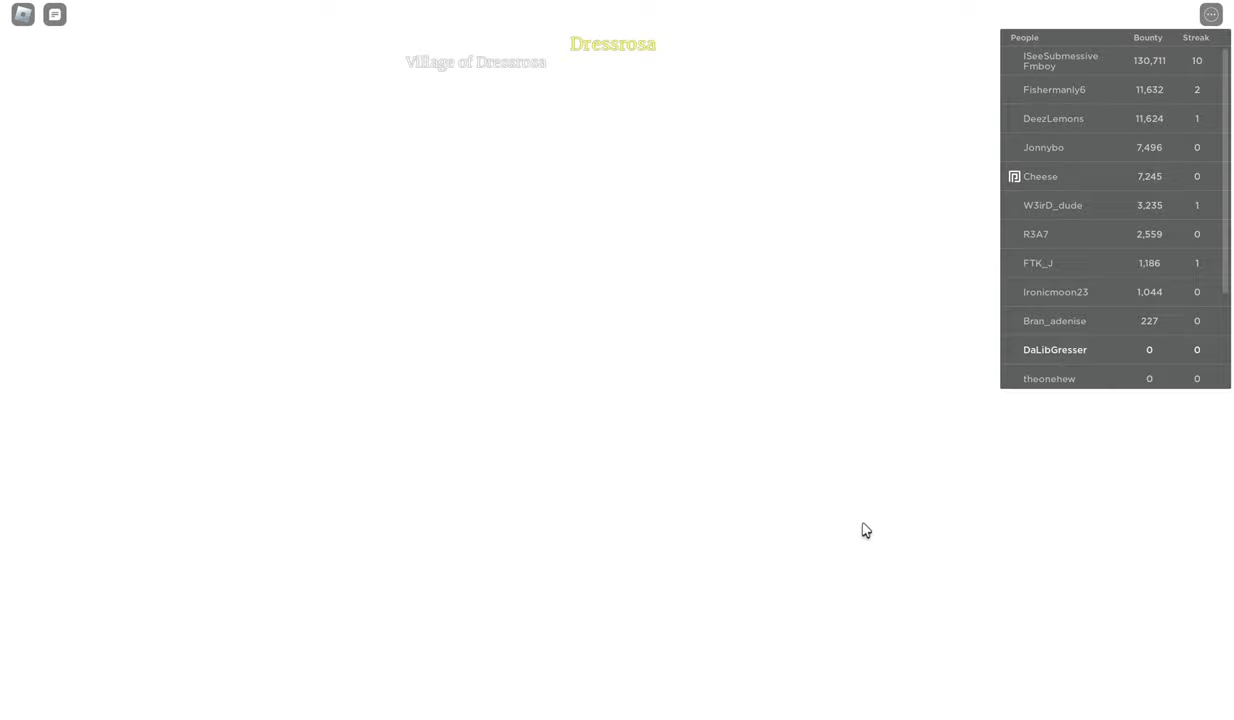 Dressrosa
Village of Dressrosa
People Bounty Streak
ISeeSubmessive
Fmboy 130,711 10
Fishermanly6 11,632 2
DeezLemons 11,624 1
Jonnybo 7,496 0
Cheese 7,245 0
W3irD_dude 3,235 1
R3A7 2,559 0
FTK_J 1,186 1
Ironicmoon23 1,044 0
Bran_adenise 227 0
DaLibGresser 0 0
theonehew 0 0